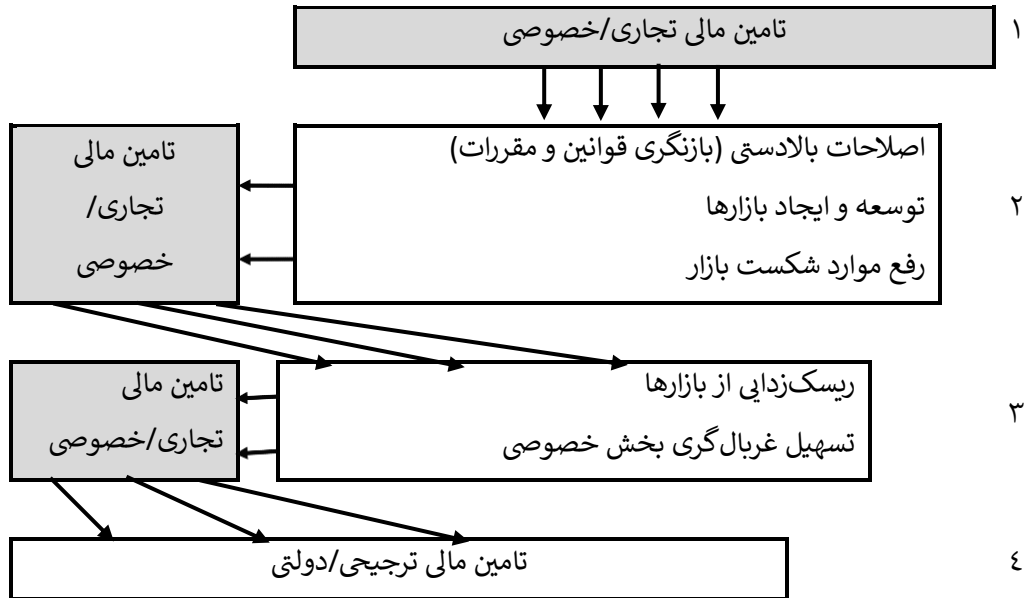 ۱
تامین مالی تجاری/خصوصی
۲
اصلاحات بالادستی (بازنگری قوانین و مقررات)
توسعه و ایجاد بازارها
رفع موارد شکست بازار
تامین مالی
تجاری/
خصوصی
۳
ریسک‌زدایی از بازارها
تسهیل غربال‌گری بخش خصوصی
تامین مالی
تجاری/خصوصی
٤
تامین مالی ترجیحی/دولتی